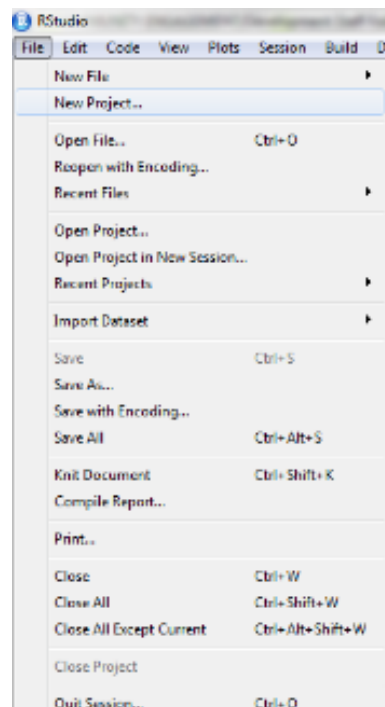 RStudio
File Edit Code View Plots Session Build D
New File
New Project...
Open File... Ctrl+O
Reopen with Encoding...
Recent Files
Open Project...
Open Project in New Session...
Recent Projects
Import Dataset
Save Ctrl+S
Save As...
Save with Encoding...
Save All Ctrl+Alt+S
Knit Document Ctrl+Shift+K
Compile Report...
Print...
Close Ctrl+W
Close All Ctrl+Shift+W
Close All Except Current Ctrl+Alt+Shift+W
Close Project
Quit Session... Ctrl+Q